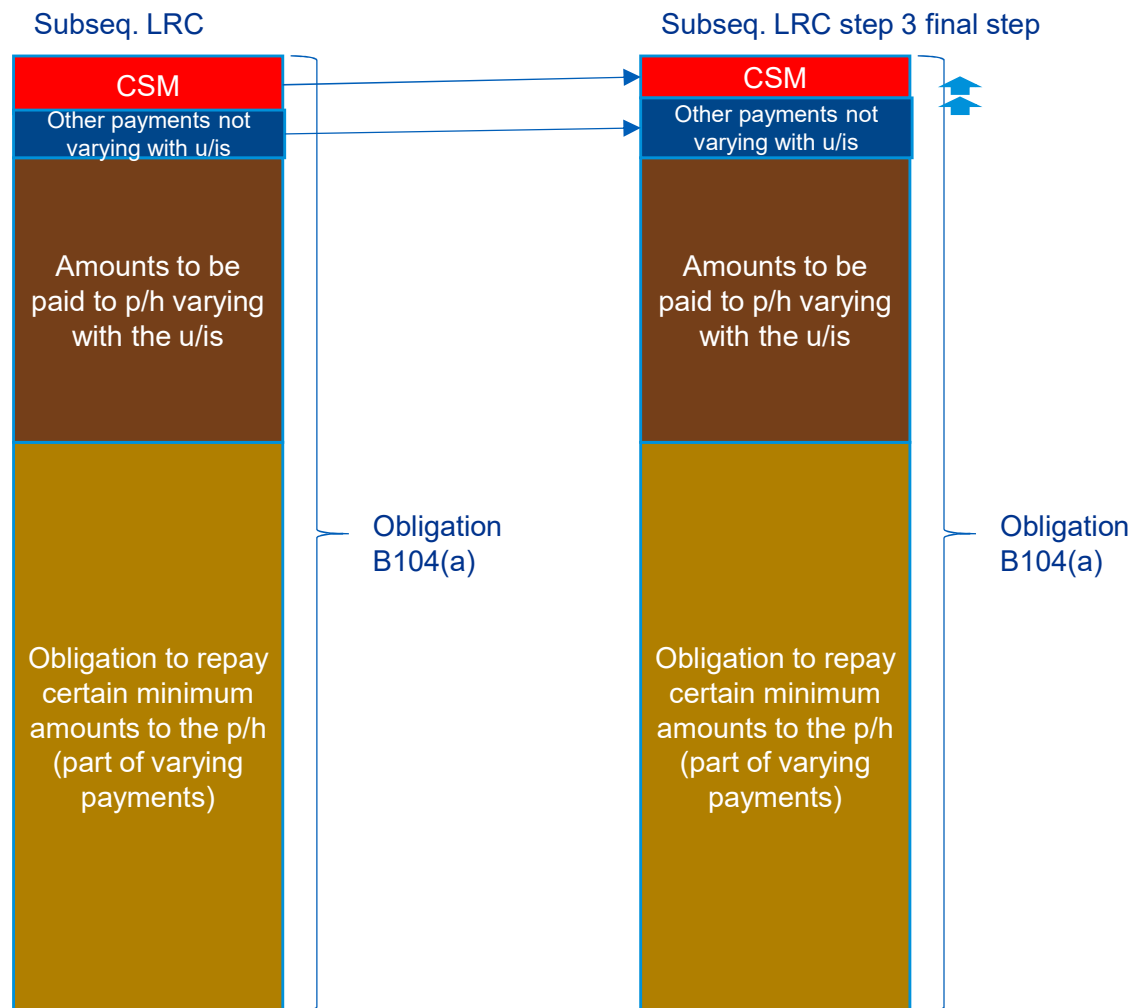 Subseq. LRC
CSM
Other payments not
varying with u/is
Amounts to be
paid to p/h varying
with the u/is
Obligation to repay
certain minimum
amounts to the p/h
(part of varying
payments)
Obligation
B104(a)
Subseq. LRC step 3 final step
CSM
Other payments not
varying with u/is
Amounts to be
paid to p/h varying
with the u/is
Obligation to repay
certain minimum
amounts to the p/h
(part of varying
payments)
Obligation
B104(a)